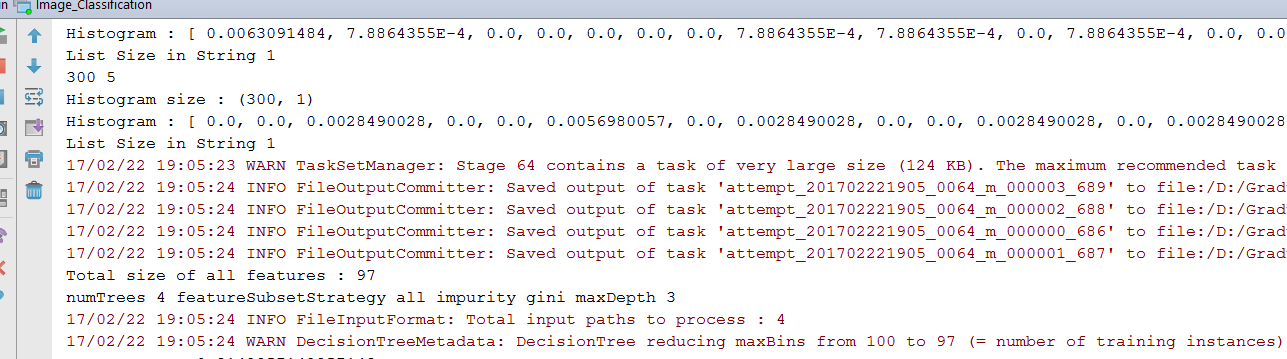 n Image_Classification
Histogram : [ 0.0063091484, 7.8864355E-4, 0.0, 0.0, 0.0, 0.0, 0.0, 7.8864355E-4, 7.8864355E-4, 0.0, 7.8864355E-4, 0.0, 0.0
List Size in String 1
300 5
Histogram size : (300, 1)
Histogram : [ 0.0, 0.0, 0.0028490028, 0.0, 0.0, 0.0056980057, 0.0, 0.0028490028, 0.0, 0.0, 0.0028490028, 0.0, 0.0028490028
List Size in String 1
17/02/22 19:05:23 WARN TaskSetManager: Stage 64 contains a task of very large size (124 KB). The maximum recommended task
17/02/22 19:05:24 INFO FileOutputCommitter: Saved output of task 'attempt_201702221905_0064_m_000003_689' to file:/D:/Grad
17/02/22 19:05:24 INFO FileOutputCommitter: Saved output of task 'attempt_201702221905_0064_m_000002_688' to file:/D:/Grad
17/02/22 19:05:24 INFO FileOutputCommitter: Saved output of task 'attempt_201702221905_0064_m_000000_686' to file:/D:/Grad
17/02/22 19:05:24 INFO FileOutputCommitter: Saved output of task 'attempt_201702221905_0064_m_000001_687' to file:/D:/Grad
Total size of all features : 97
numTrees 4 featureSubsetStrategy all impurity gini maxDepth 3
17/02/22 19:05:24 INFO FileInputFormat: Total input paths to process : 4
17/02/22 19:05:24 WARN DecisionTreeMetadata: DecisionTree reducing maxBins from 100 to 97 (= number of training instances)